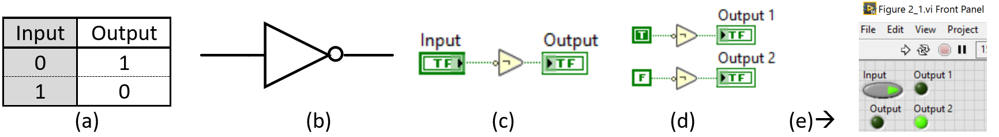 Input Output
0 1
1 0
(a)
(b)
Input Output
TF TF
(c)
Output 1
T TF
Output 2
F TF
(d)
(e)→
Figure 2_1.vi Front Panel
File Edit View Project
Input Output 1
Output Output 2